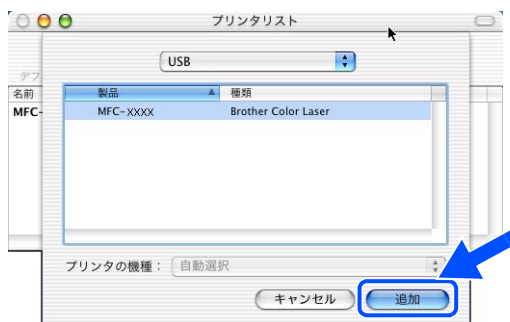 プリンタリスト
USB
デフ
名前
製品 種類
MFC-
MFC-XXXX Brother Color Laser
プリンタの機種： 自動選択
キャンセル 追加